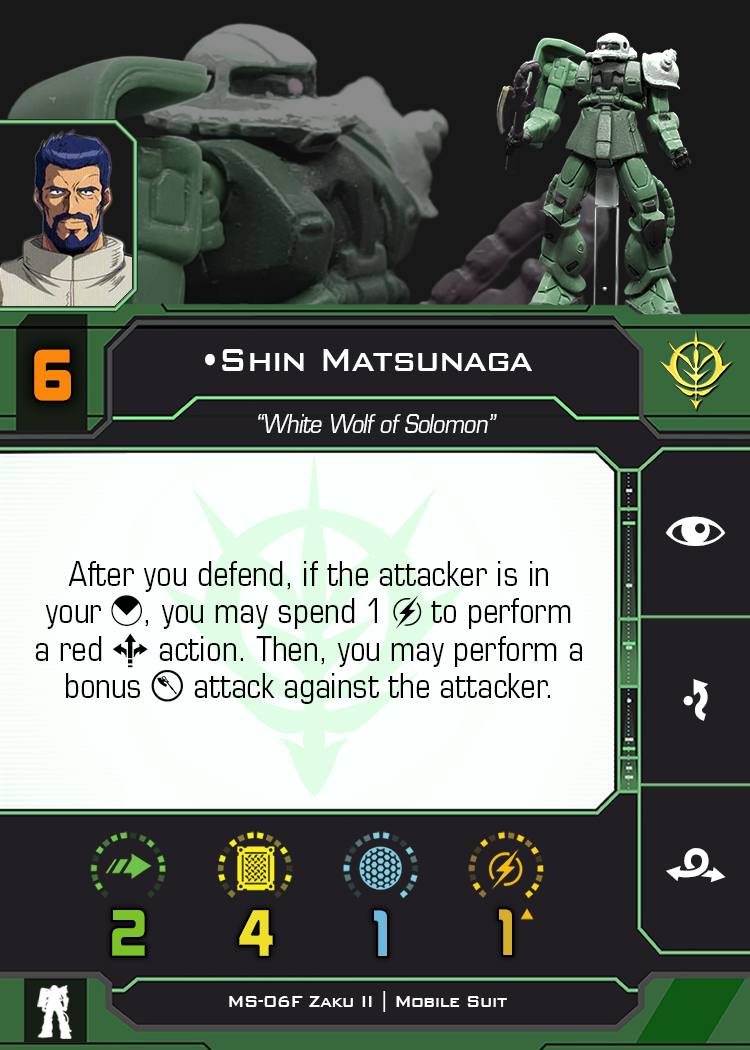 6
•Shin Matsunaga
“White Wolf of Solomon”
After you defend, if the attacker is in
your , you may spend 1 to perform
a red action. Then, you may perform a
bonus attack against the attacker.
2 4 1 1
MS-06F Zaku II | Mobile Suit